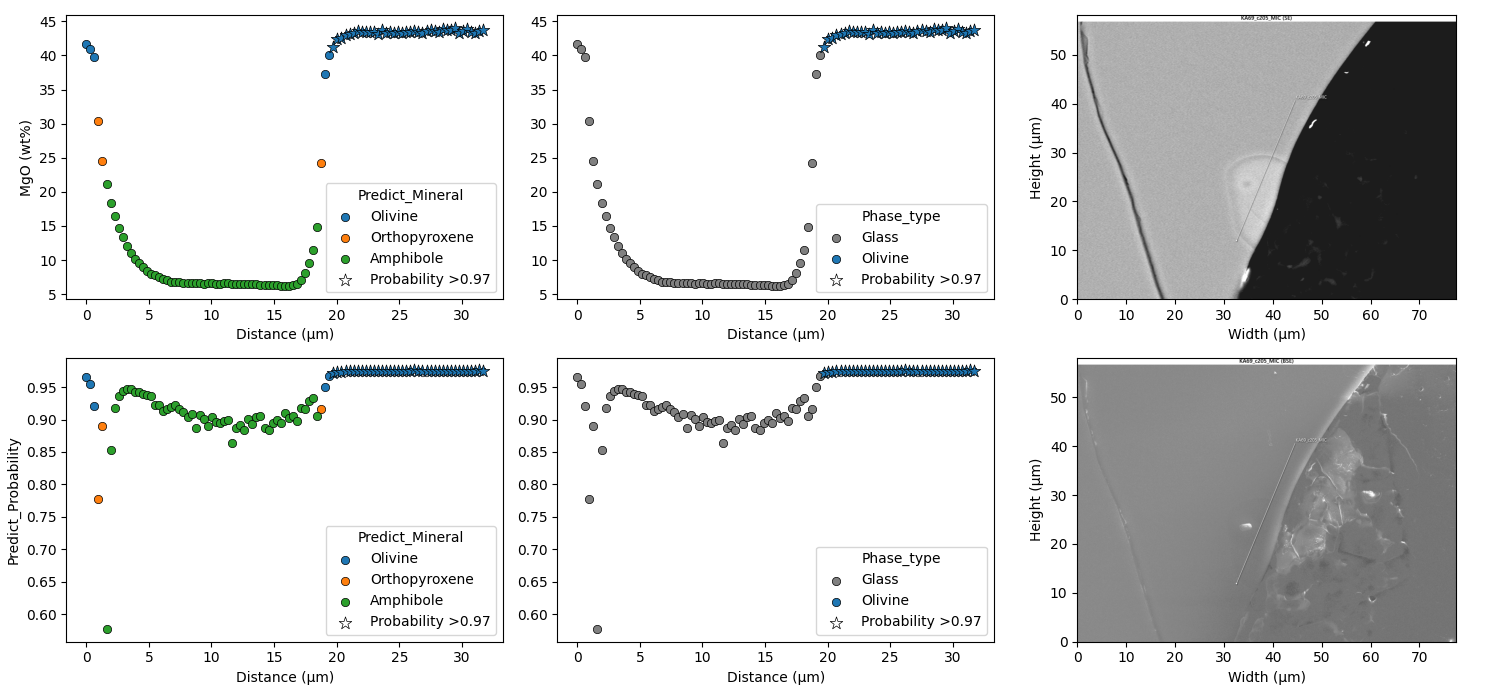 MgO (wt%)
45
40
35
30
25
20
15
10
5
0 5 10 15 20 25 30
Distance (µm)
Predict_Mineral
Olivine
Orthopyroxene
Amphibole
Probability >0.97
45
40
35
30
25
20
15
10
5
0 5 10 15 20 25 30
Distance (µm)
Phase_type
Glass
Olivine
Probability >0.97
KA69_c205_MIC (SE)
Height (µm)
50
40
30
20
10
0
0 10 20 30 40 50 60 70
Width (µm)
KA69_c205_MIC
Predict_Probability
0.95
0.90
0.85
0.80
0.75
0.70
0.65
0.60
0 5 10 15 20 25 30
Distance (µm)
Predict_Mineral
Olivine
Orthopyroxene
Amphibole
Probability >0.97
0.95
0.90
0.85
0.80
0.75
0.70
0.65
0.60
0 5 10 15 20 25 30
Distance (µm)
Phase_type
Glass
Olivine
Probability >0.97
KA69_c205_MIC (BSE)
Height (µm)
50
40
30
20
10
0
0 10 20 30 40 50 60 70
Width (µm)
KA69_c205_MIC